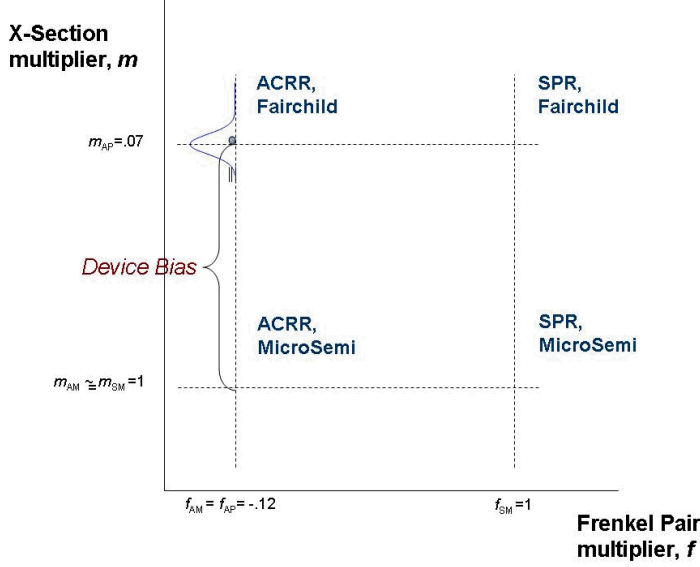 X-Section
multiplier, m
ACRR,
Fairchild
SPR,
Fairchild
mAP=.07
Device Bias
ACRR,
MicroSemi
SPR,
MicroSemi
mAM ≅ mSM=1
fAM = fAP= -.12
fSM=1
Frenkel Pair
multiplier, f